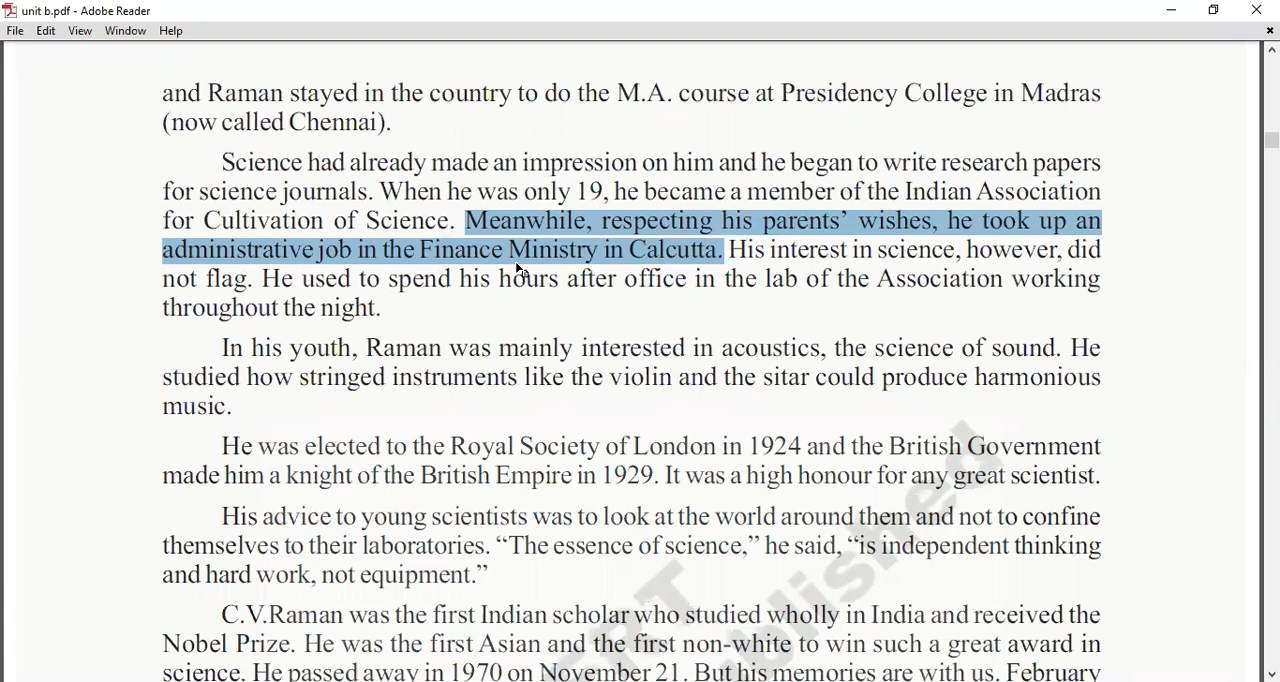 unit b.pdf - Adobe Reader
File Edit View Window Help
and Raman stayed in the country to do the M.A. course at Presidency College in Madras
(now called Chennai).
Science had already made an impression on him and he began to write research papers
for science journals. When he was only 19, he became a member of the Indian Association
for Cultivation of Science. Meanwhile, respecting his parents’ wishes, he took up an
administrative job in the Finance Ministry in Calcutta. His interest in science, however, did
not flag. He used to spend his hours after office in the lab of the Association working
throughout the night.
In his youth, Raman was mainly interested in acoustics, the science of sound. He
studied how stringed instruments like the violin and the sitar could produce harmonious
music.
He was elected to the Royal Society of London in 1924 and the British Government
made him a knight of the British Empire in 1929. It was a high honour for any great scientist.
His advice to young scientists was to look at the world around them and not to confine
themselves to their laboratories. “The essence of science,” he said, “is independent thinking
and hard work, not equipment.”
C.V.Raman was the first Indian scholar who studied wholly in India and received the
Nobel Prize. He was the first Asian and the first non-white to win such a great award in
science. He passed away in 1970 on November 21. But his memories are with us. February